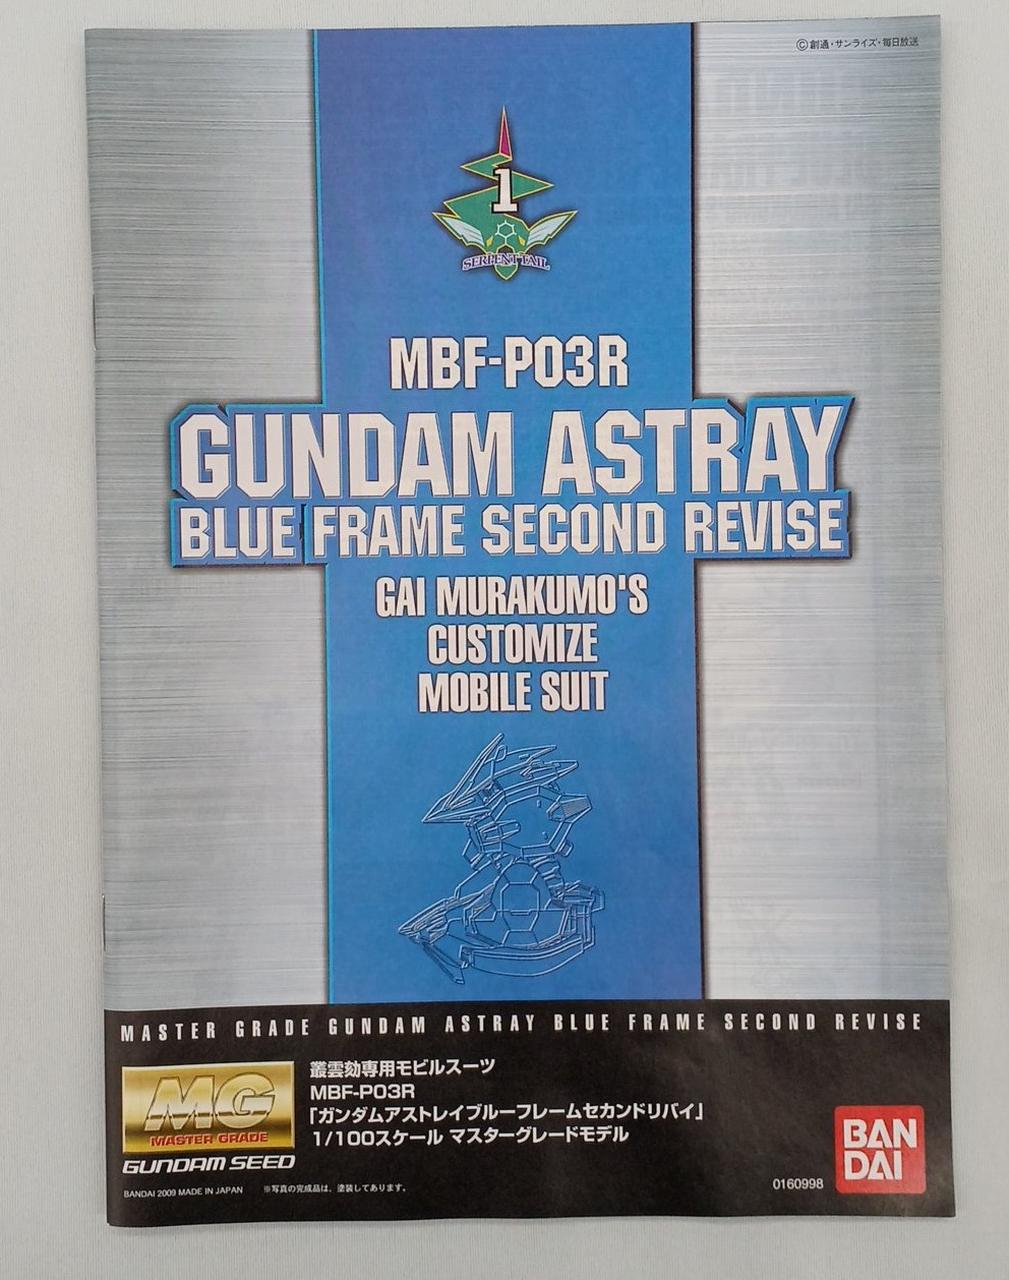 ©創通・サンライズ・毎日放送
1
SERPENT TAIL
MBF-P03R
GUNDAM ASTRAY
BLUE FRAME SECOND REVISE
GAI MURAKUMO'S
CUSTOMIZE
MOBILE SUIT
MASTER GRADE GUNDAM ASTRAY BLUE FRAME SECOND REVISE
MG
MASTER GRADE
GUNDAM SEED
叢雲劾専用モビルスーツ
MBF-P03R
「ガンダムアストレイブルーフレームセカンドリバイ」
1/100スケール マスターグレードモデル
BANDAI 2009 MADE IN JAPAN ※写真の完成品は、塗装してあります。
0160998
BAN
DAI